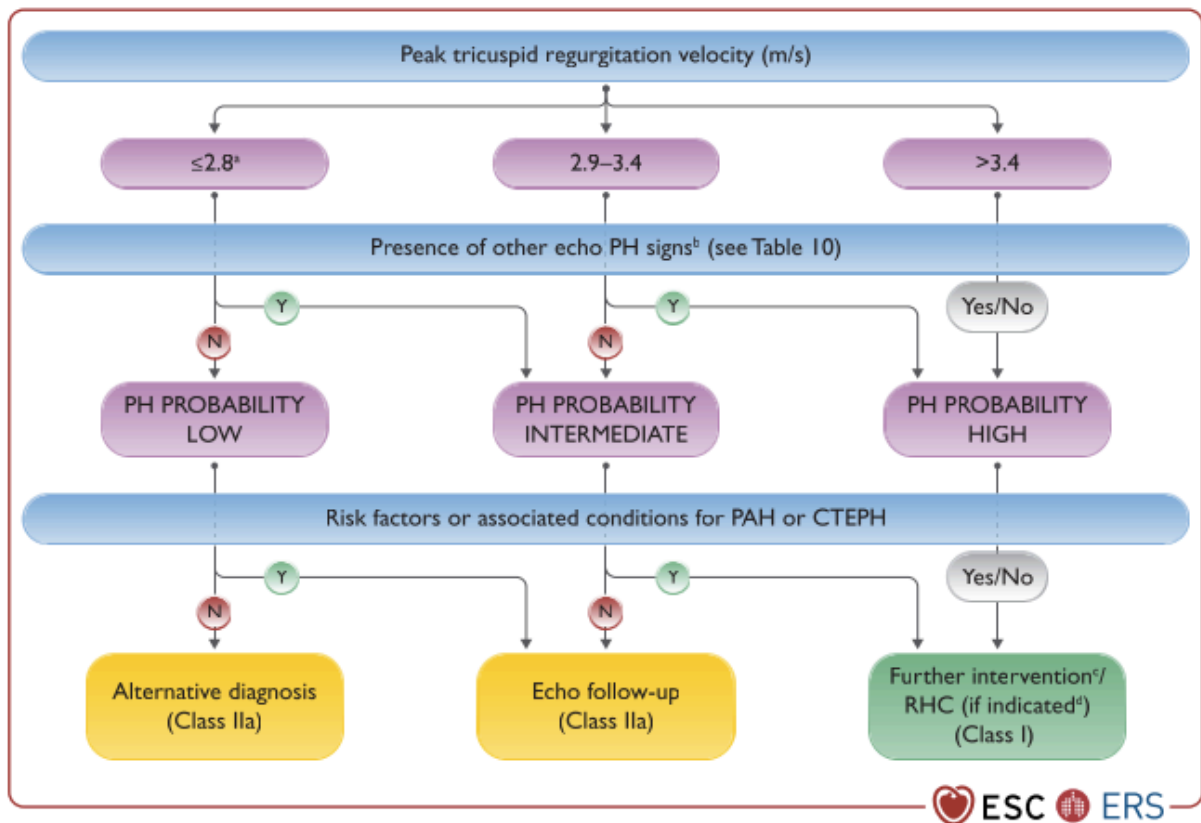 Peak tricuspid regurgitation velocity (m/s)
≤2.8ᵃ
2.9–3.4
>3.4
Presence of other echo PH signsᵇ (see Table 10)
Y
Y
Yes/No
N
N
PH PROBABILITY
LOW
PH PROBABILITY
INTERMEDIATE
PH PROBABILITY
HIGH
Risk factors or associated conditions for PAH or CTEPH
Y
Y
Yes/No
N
N
Alternative diagnosis
(Class IIa)
Echo follow-up
(Class IIa)
Further interventionᶜ/
RHC (if indicatedᵈ)
(Class I)
ESC ERS